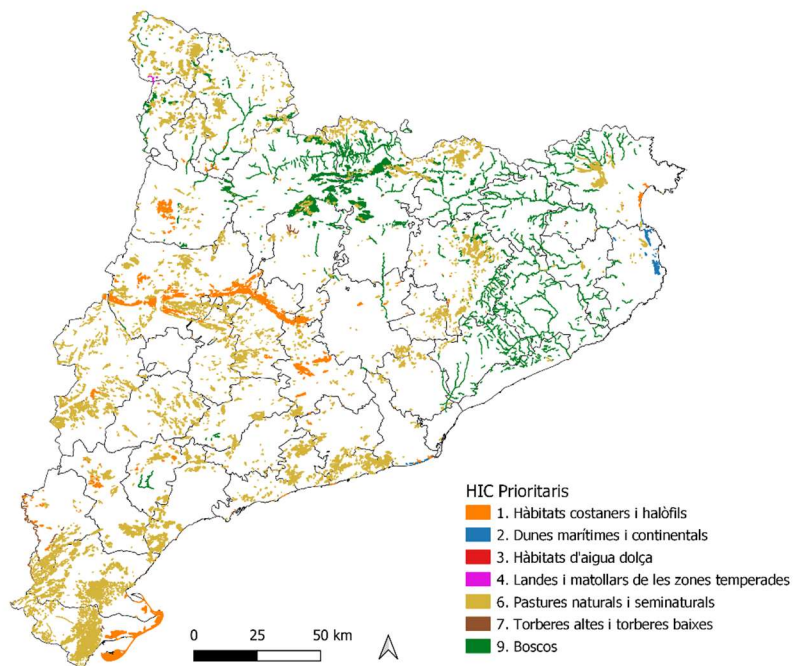 HIC Prioritaris
1. Hàbitats costaners i halòfils
2. Dunes marítimes i continentals
3. Hàbitats d'aigua dolça
4. Landes i matollars de les zones temperades
6. Pastures naturals i seminaturals
7. Torberes altes i torberes baixes
9. Boscos
0 25 50 km